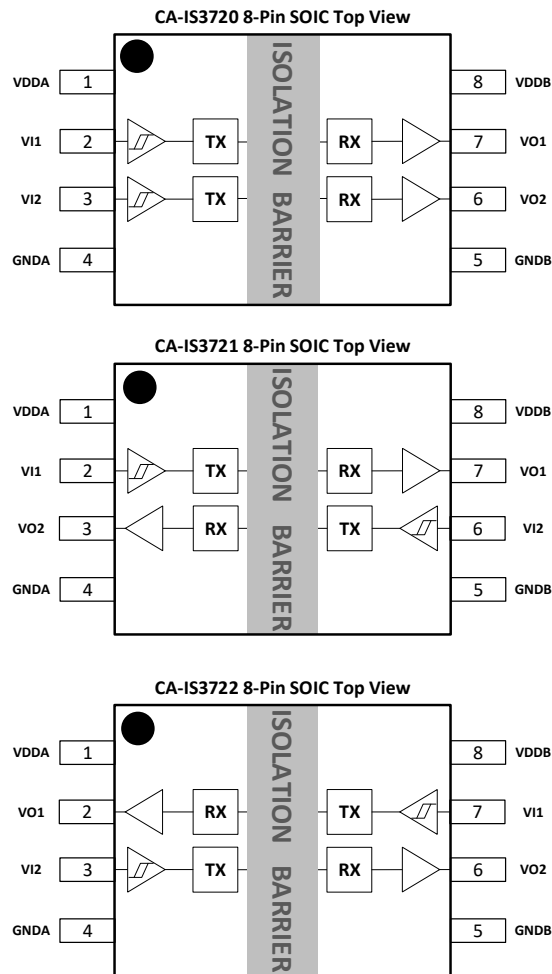 CA-IS3720 8-Pin SOIC Top View
VDDA 1 8 VDDB
VI1 2 TX RX 7 VO1
VI2 3 TX RX 6 VO2
GNDA 4 5 GNDB
ISOLATION BARRIER
CA-IS3721 8-Pin SOIC Top View
VDDA 1 8 VDDB
VI1 2 TX RX 7 VO1
VO2 3 RX TX 6 VI2
GNDA 4 5 GNDB
ISOLATION BARRIER
CA-IS3722 8-Pin SOIC Top View
VDDA 1 8 VDDB
VO1 2 RX TX 7 VI1
VI2 3 TX RX 6 VO2
GNDA 4 5 GNDB
ISOLATION BARRIER